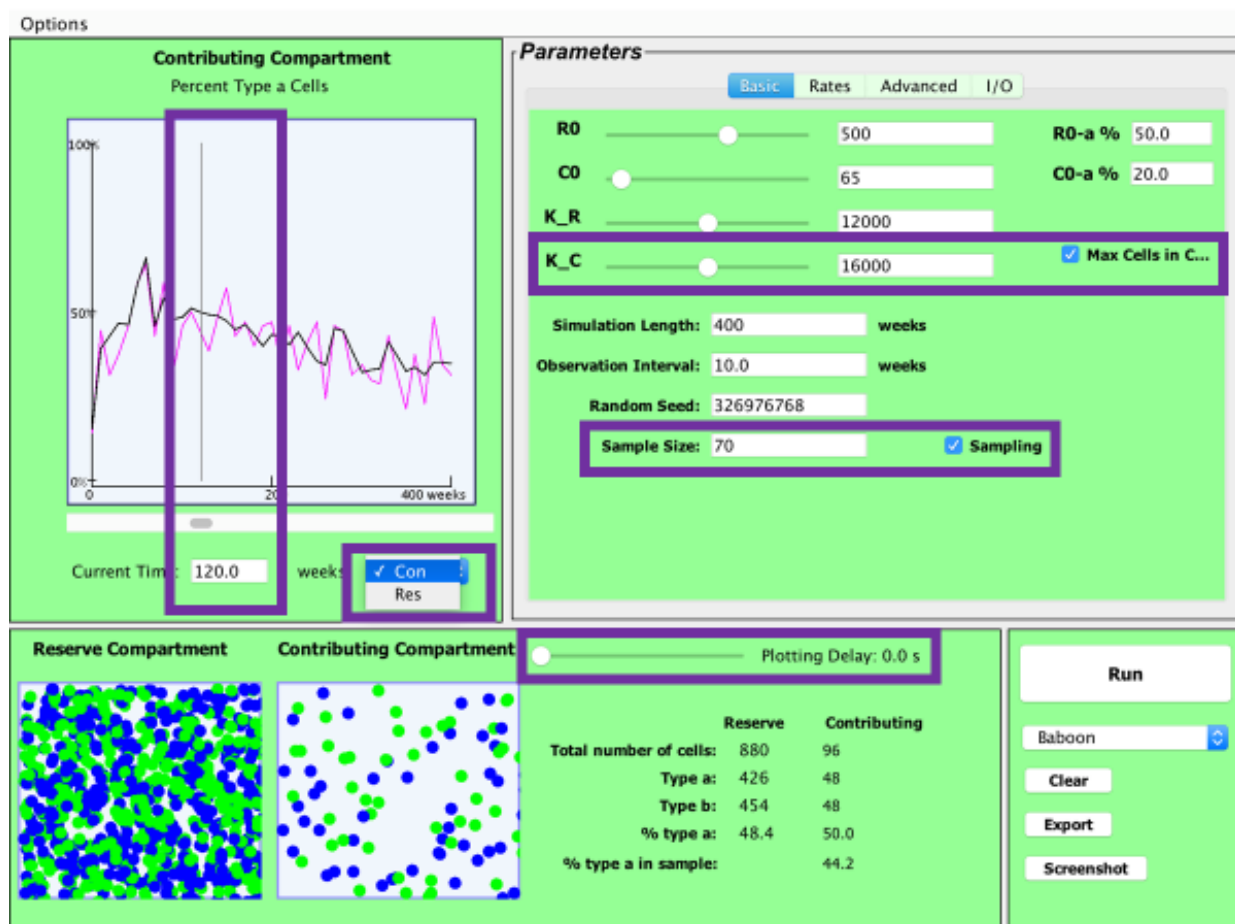 Options
Contributing Compartment
Percent Type a Cells
100%
50%
0%
0 20 400 weeks
Current Tim : 120.0 weeks ✓ Con
Res
Parameters
Basic Rates Advanced I/O
R0 500 R0-a % 50.0
C0 65 C0-a % 20.0
K_R 12000
K_C 16000 Max Cells in C...
Simulation Length: 400 weeks
Observation Interval: 10.0 weeks
Random Seed: 326976768
Sample Size: 70 Sampling
Reserve Compartment Contributing Compartment Plotting Delay: 0.0 s
Reserve Contributing
Total number of cells: 880 96
Type a: 426 48
Type b: 454 48
% type a: 48.4 50.0
% type a in sample: 44.2
Run
Baboon
Clear
Export
Screenshot